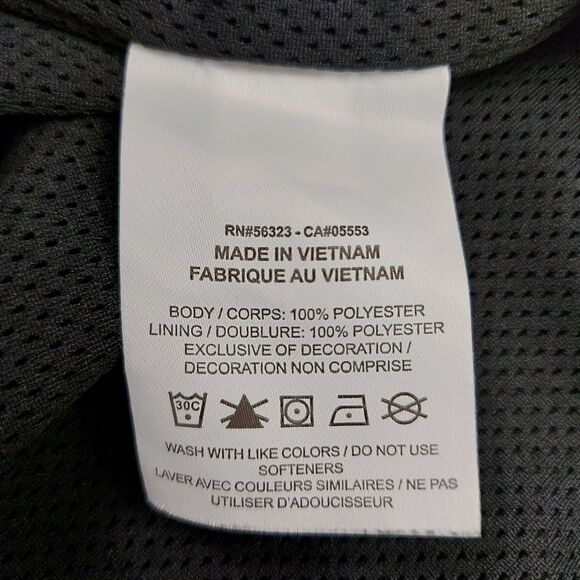 RN#56323 - CA#05553
MADE IN VIETNAM
FABRIQUE AU VIETNAM
BODY / CORPS: 100% POLYESTER
LINING / DOUBLURE: 100% POLYESTER
EXCLUSIVE OF DECORATION /
DECORATION NON COMPRISE
30C
WASH WITH LIKE COLORS / DO NOT USE
SOFTENERS
LAVER AVEC COULEURS SIMILAIRES / NE PAS
UTILISER D'ADOUCISSEUR